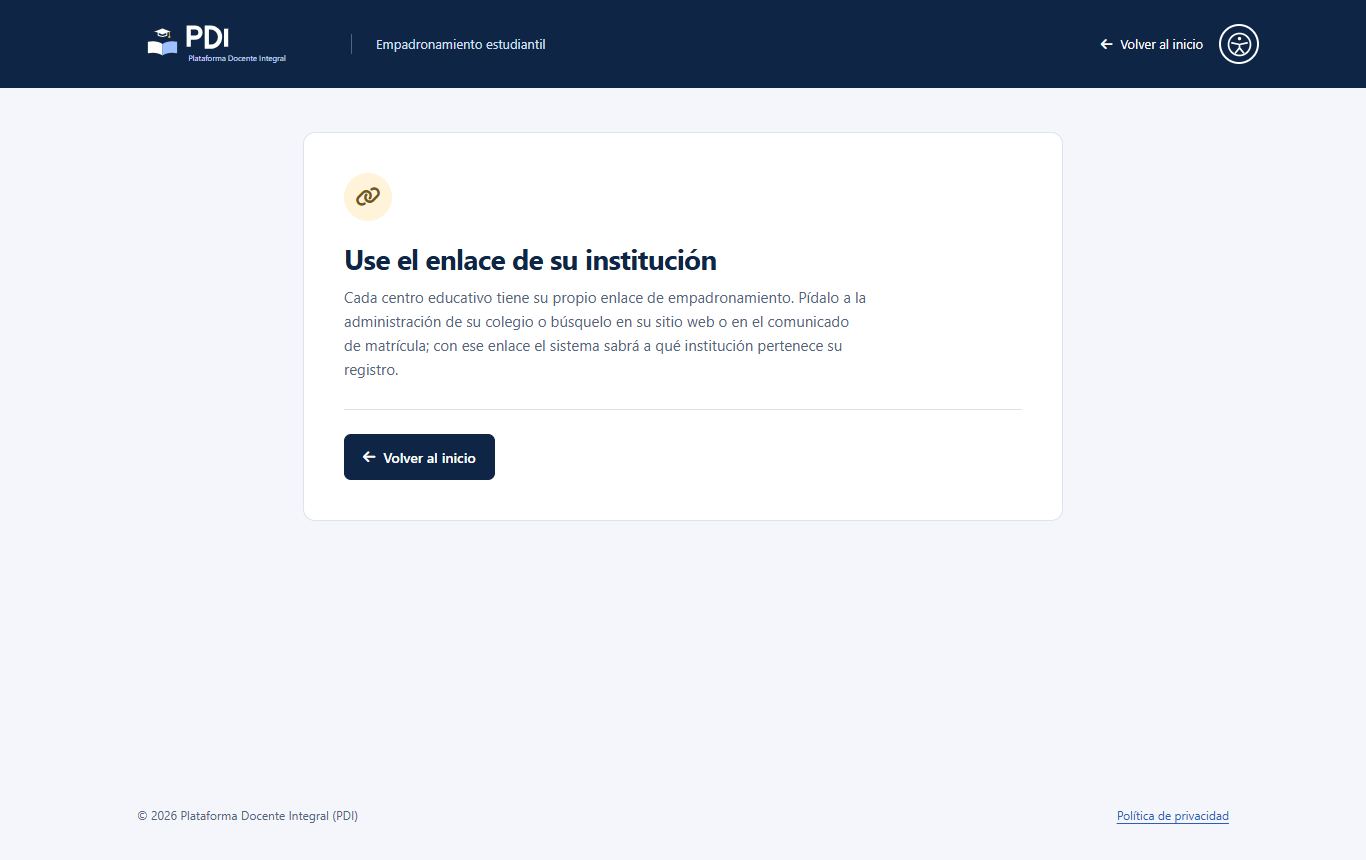 PDI
Plataforma Docente Integral
Empadronamiento estudiantil
Volver al inicio
Use el enlace de su institución
Cada centro educativo tiene su propio enlace de empadronamiento. Pídalo a la
administración de su colegio o búsquelo en su sitio web o en el comunicado
de matrícula; con ese enlace el sistema sabrá a qué institución pertenece su
registro.
Volver al inicio
© 2026 Plataforma Docente Integral (PDI)
Política de privacidad